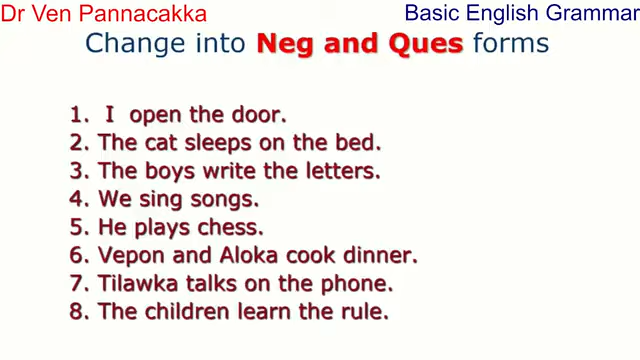 Dr Ven Pannacakka
Basic English Grammar
Change into Neg and Ques forms
1. I open the door.
2. The cat sleeps on the bed.
3. The boys write the letters.
4. We sing songs.
5. He plays chess.
6. Vepon and Aloka cook dinner.
7. Tilawka talks on the phone.
8. The children learn the rule.